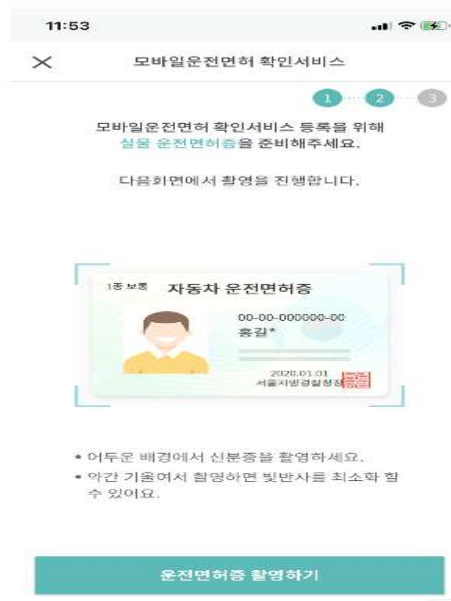 11:53
모바일운전면허 확인서비스
1 2 3
모바일운전면허 확인서비스 등록을 위해
실물 운전면허증을 준비해주세요.
다음화면에서 촬영을 진행합니다.
1종 보통 자동차 운전면허증
00-00-000000-00
홍길*
2020.01.01
서울지방경찰청장
• 어두운 배경에서 신분증을 촬영하세요.
• 약간 기울여서 촬영하면 빛반사를 최소화 할
수 있어요.
운전면허증 촬영하기